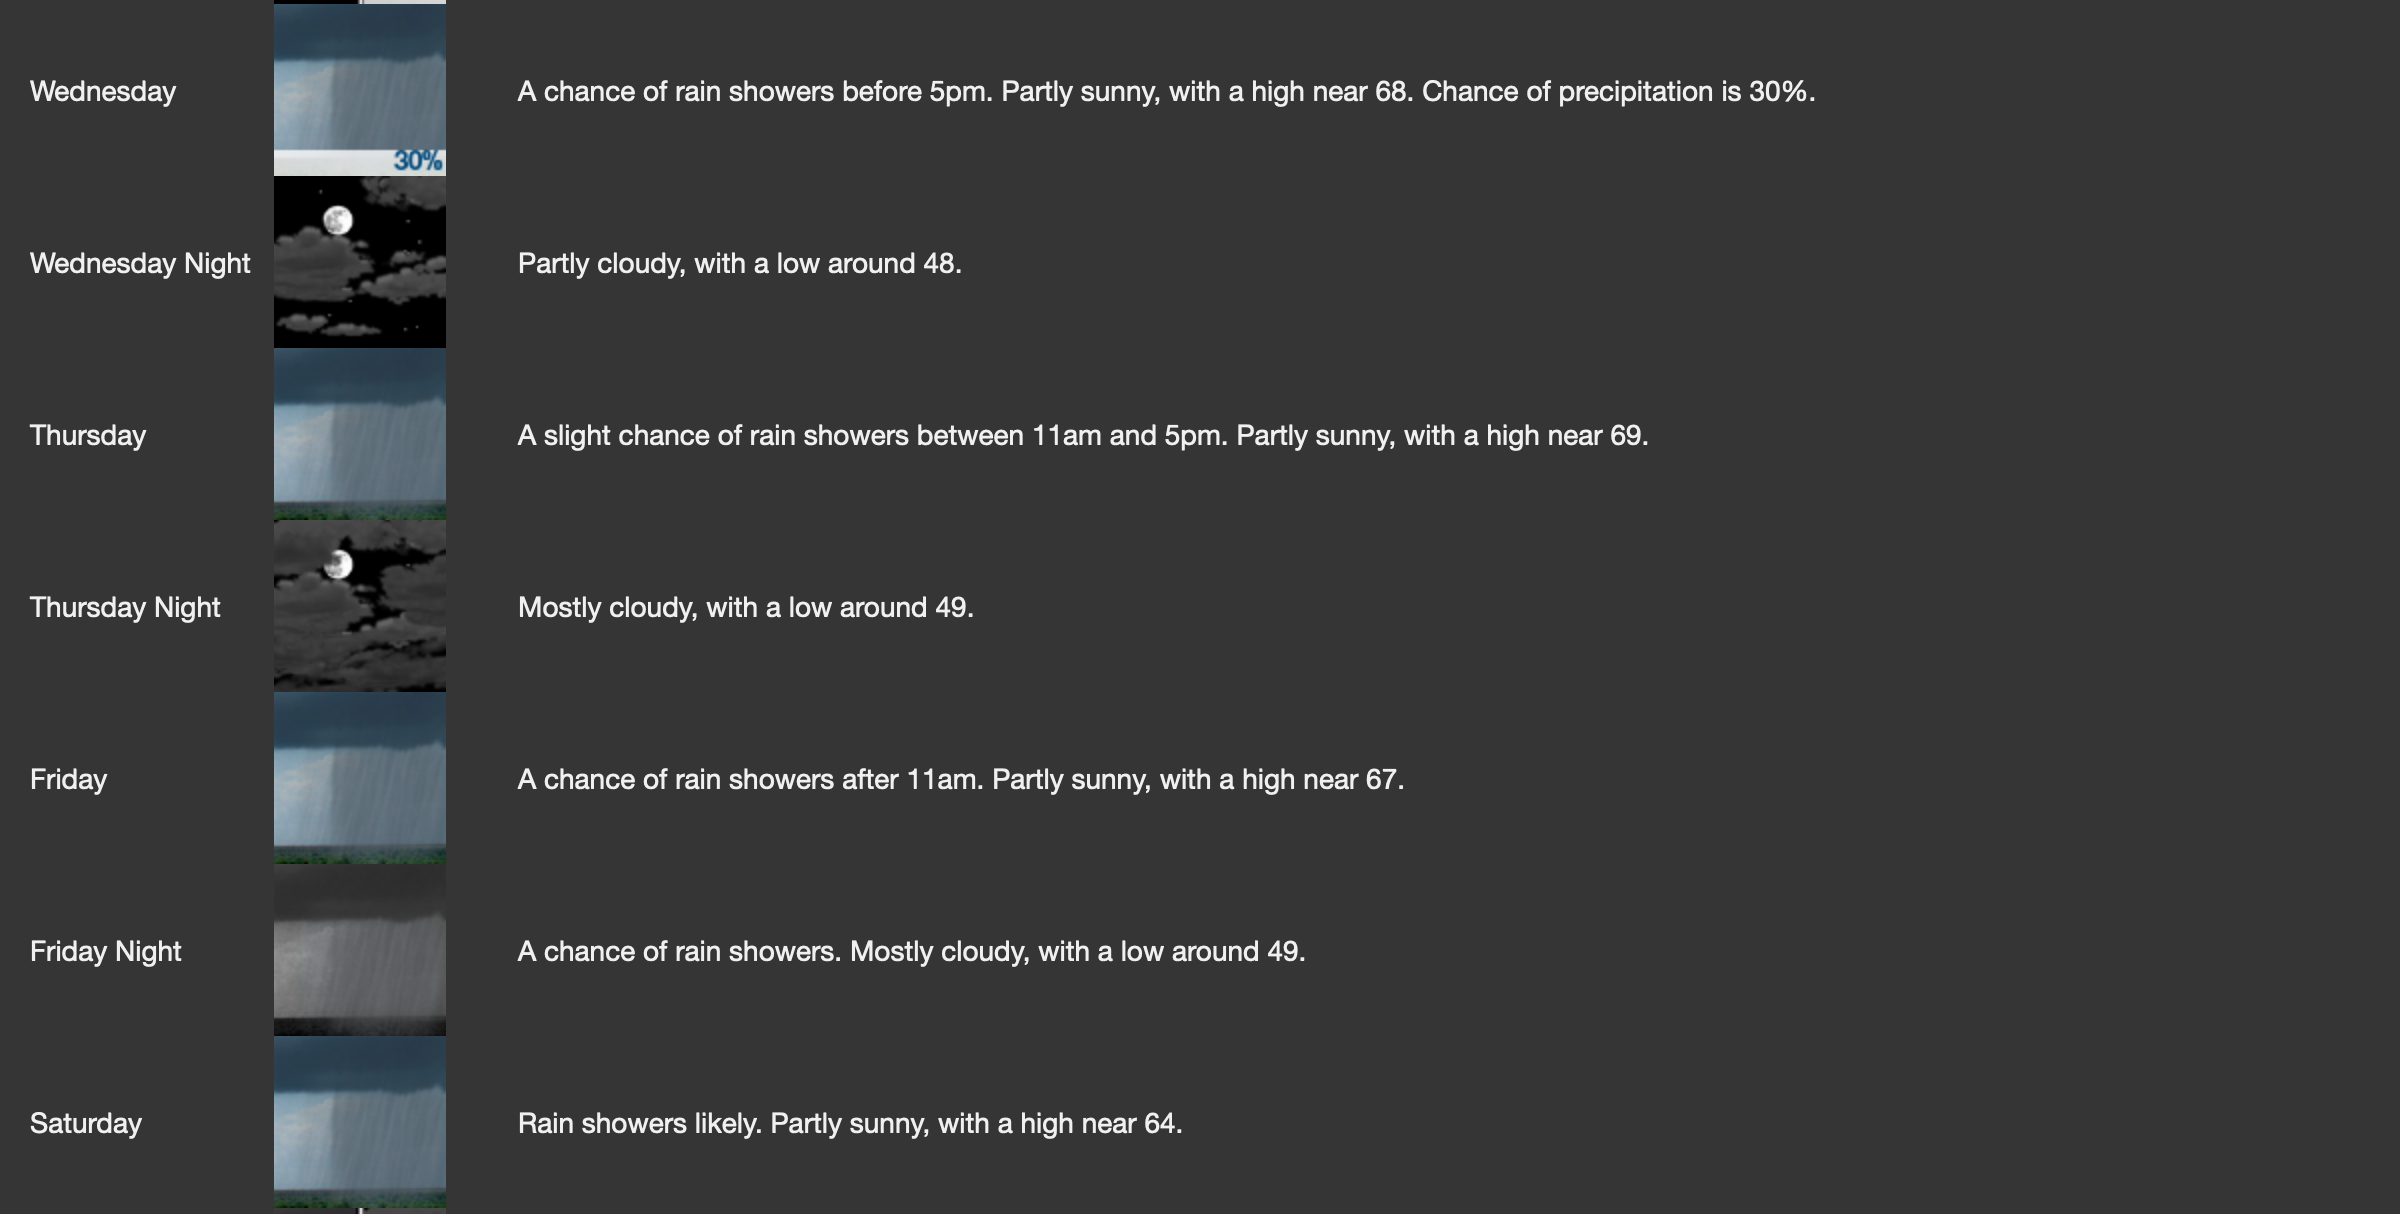 Wednesday
A chance of rain showers before 5pm. Partly sunny, with a high near 68. Chance of precipitation is 30%.
30%
Wednesday Night
Partly cloudy, with a low around 48.
Thursday
A slight chance of rain showers between 11am and 5pm. Partly sunny, with a high near 69.
Thursday Night
Mostly cloudy, with a low around 49.
Friday
A chance of rain showers after 11am. Partly sunny, with a high near 67.
Friday Night
A chance of rain showers. Mostly cloudy, with a low around 49.
Saturday
Rain showers likely. Partly sunny, with a high near 64.